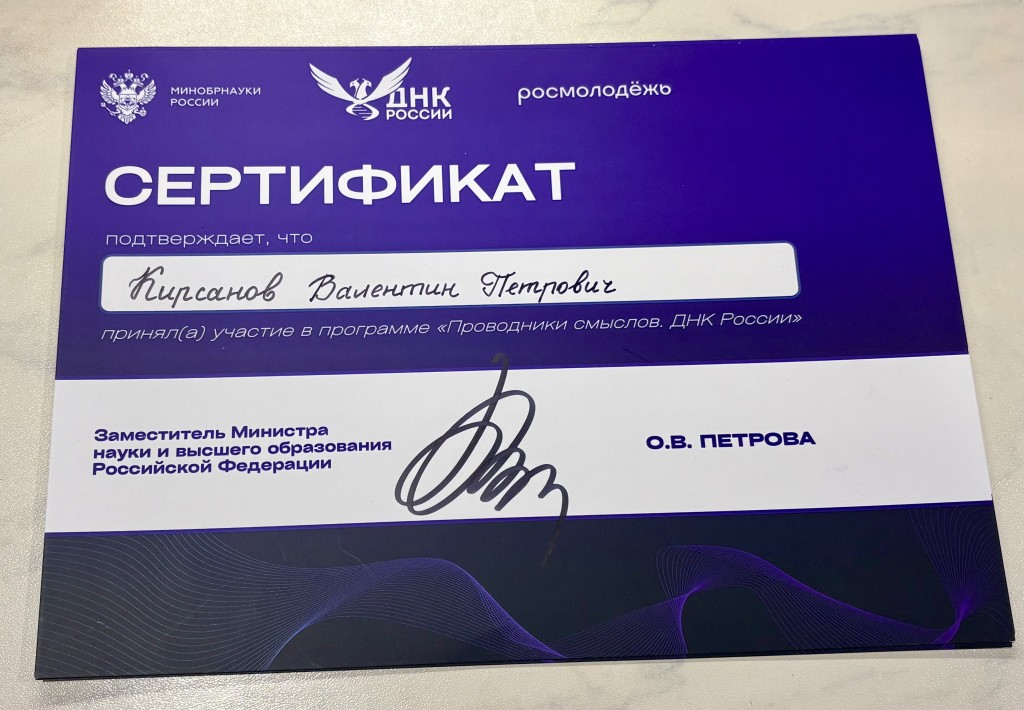 МИНОБРНАУКИ
РОССИИ
ДНК
РОССИИ
росмолодёжь
СЕРТИФИКАТ
подтверждает, что
Кирсанов Валентин Петрович
принял(а) участие в программе «Проводники смыслов. ДНК России»
Заместитель Министра
науки и высшего образования
Российской Федерации
О.В. ПЕТРОВА